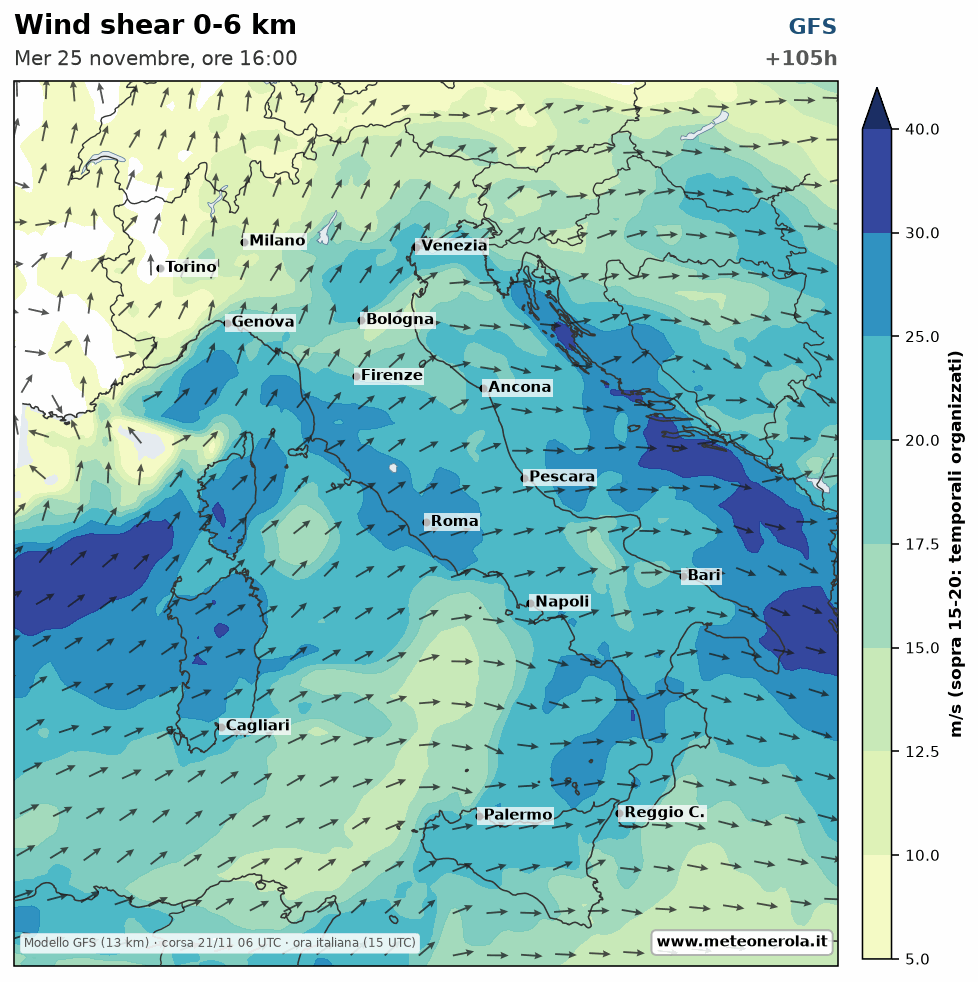 Wind shear 0-6 km
GFS
Mer 25 novembre, ore 16:00
+105h
Milano
Venezia
Torino
Genova
Bologna
Firenze
Ancona
Pescara
Roma
Bari
Napoli
Cagliari
Palermo
Reggio C.
40.0
30.0
25.0
20.0
17.5
15.0
12.5
10.0
5.0
m/s (sopra 15-20: temporali organizzati)
Modello GFS (13 km) · corsa 21/11 06 UTC · ora italiana (15 UTC)
www.meteonerola.it